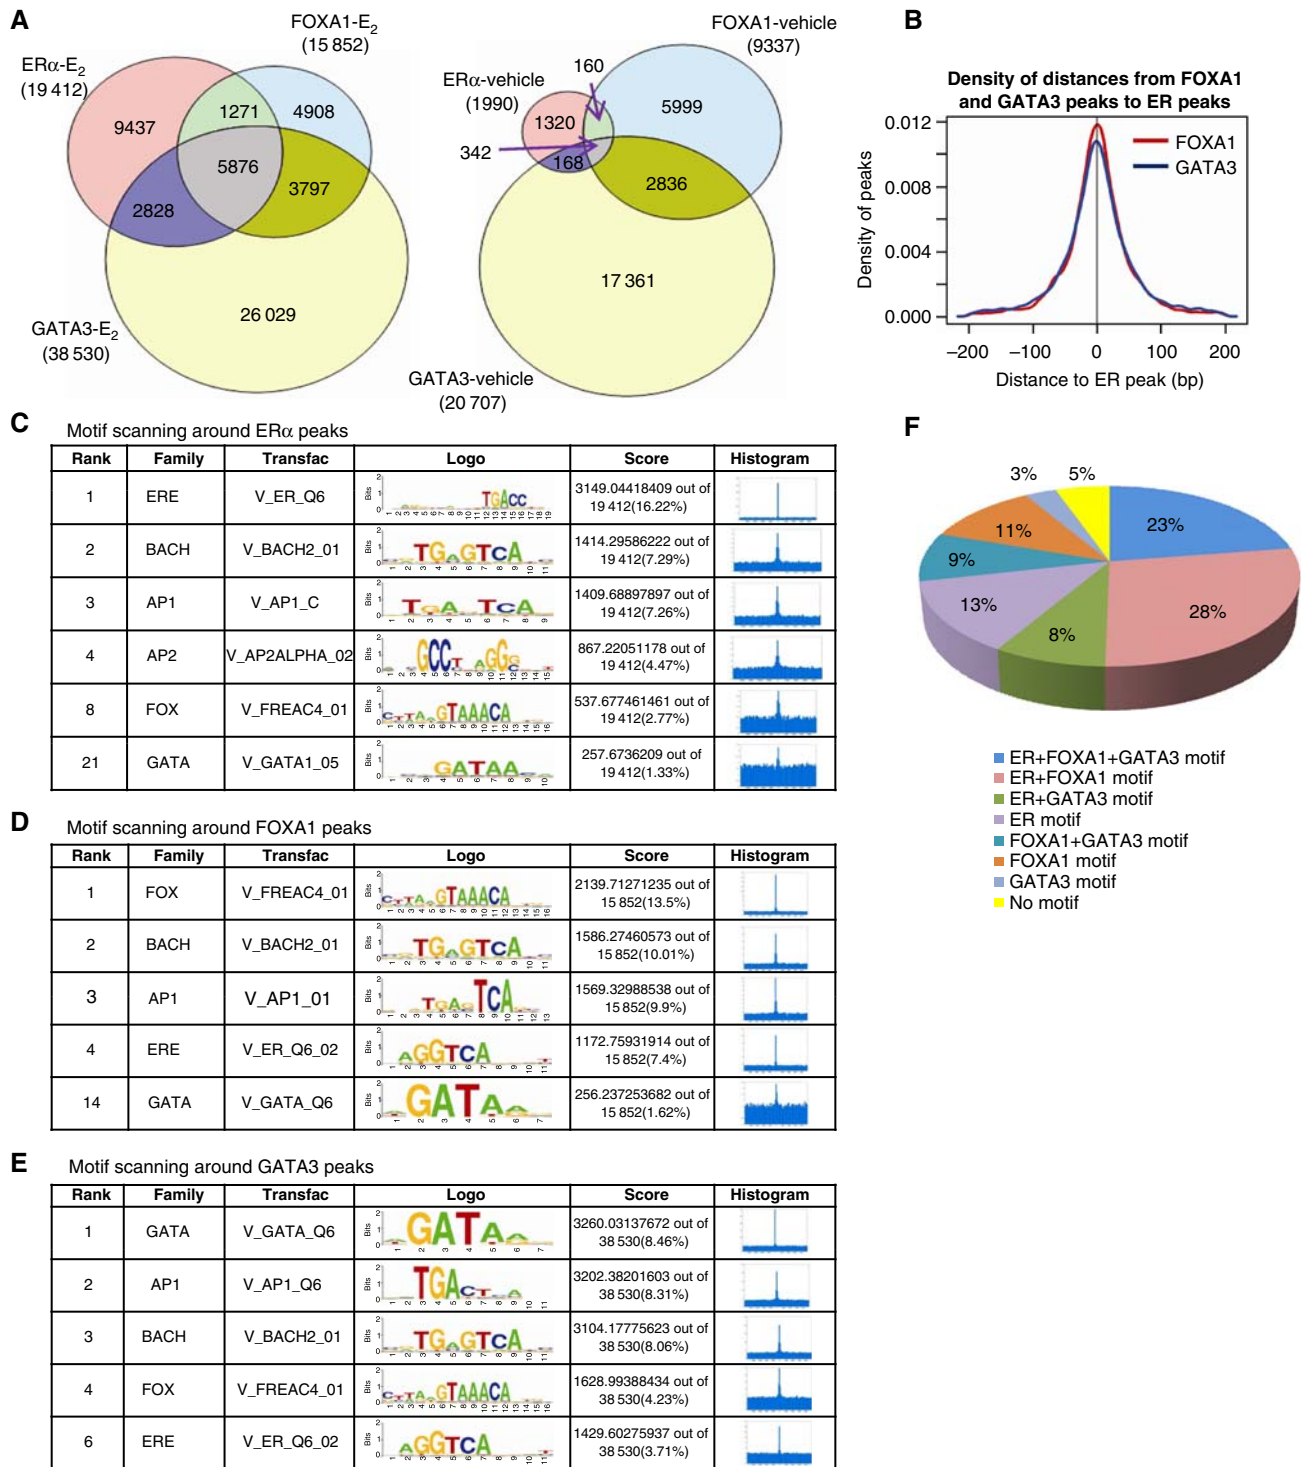 A
FOXA1-E2
(15 852)
ERα-E2
(19 412)
9437
1271
4908
5876
3797
2828
26 029
GATA3-E2
(38 530)
FOXA1-vehicle
(9337)
ERα-vehicle
(1990)
160
1320
5999
342
168
2836
17 361
GATA3-vehicle
(20 707)
B
Density of distances from FOXA1
and GATA3 peaks to ER peaks
Density of peaks
0.012
0.008
0.004
0.000
FOXA1
GATA3
−200 −100 0 100 200
Distance to ER peak (bp)
C
Motif scanning around ERα peaks
Rank Family Transfac Logo Score Histogram
1 ERE V_ER_Q6 3149.04418409 out of
19 412(16.22%)
2 BACH V_BACH2_01 1414.29586222 out of
19 412(7.29%)
3 AP1 V_AP1_C 1409.68897897 out of
19 412(7.26%)
4 AP2 V_AP2ALPHA_02 867.22051178 out of
19 412(4.47%)
8 FOX V_FREAC4_01 537.677461461 out of
19 412(2.77%)
21 GATA V_GATA1_05 257.6736209 out of
19 412(1.33%)
D
Motif scanning around FOXA1 peaks
Rank Family Transfac Logo Score Histogram
1 FOX V_FREAC4_01 2139.71271235 out of
15 852(13.5%)
2 BACH V_BACH2_01 1586.27460573 out of
15 852(10.01%)
3 AP1 V_AP1_01 1569.32988538 out of
15 852(9.9%)
4 ERE V_ER_Q6_02 1172.75931914 out of
15 852(7.4%)
14 GATA V_GATA_Q6 256.237253682 out of
15 852(1.62%)
E
Motif scanning around GATA3 peaks
Rank Family Transfac Logo Score Histogram
1 GATA V_GATA_Q6 3260.03137672 out of
38 530(8.46%)
2 AP1 V_AP1_Q6 3202.38201603 out of
38 530(8.31%)
3 BACH V_BACH2_01 3104.17775623 out of
38 530(8.06%)
4 FOX V_FREAC4_01 1628.99388434 out of
38 530(4.23%)
6 ERE V_ER_Q6_02 1429.60275937 out of
38 530(3.71%)
F
3% 5%
23%
11%
9%
28%
13%
8%
ER+FOXA1+GATA3 motif
ER+FOXA1 motif
ER+GATA3 motif
ER motif
FOXA1+GATA3 motif
FOXA1 motif
GATA3 motif
No motif